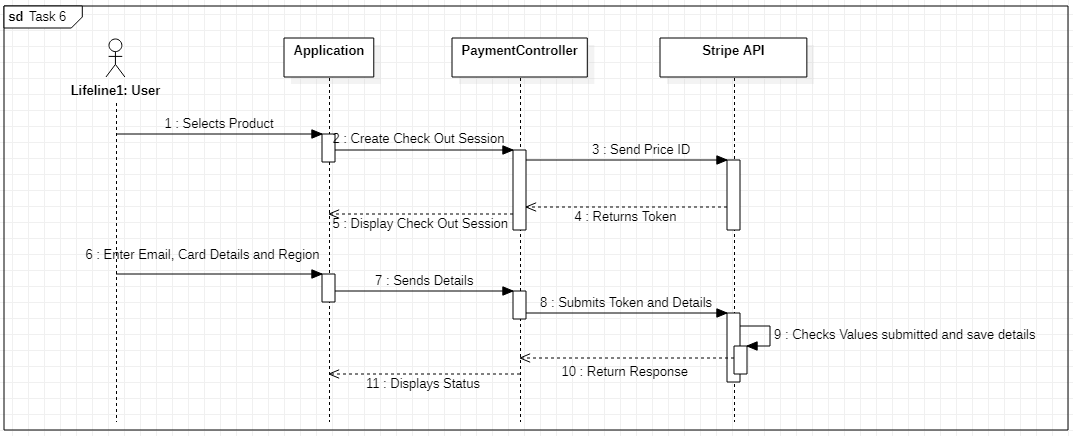 sd Task 6
Application
PaymentController
Stripe API
Lifeline1: User
1 : Selects Product
2 : Create Check Out Session
3 : Send Price ID
4 : Returns Token
5 : Display Check Out Session
6 : Enter Email, Card Details and Region
7 : Sends Details
8 : Submits Token and Details
9 : Checks Values submitted and save details
10 : Return Response
11 : Displays Status